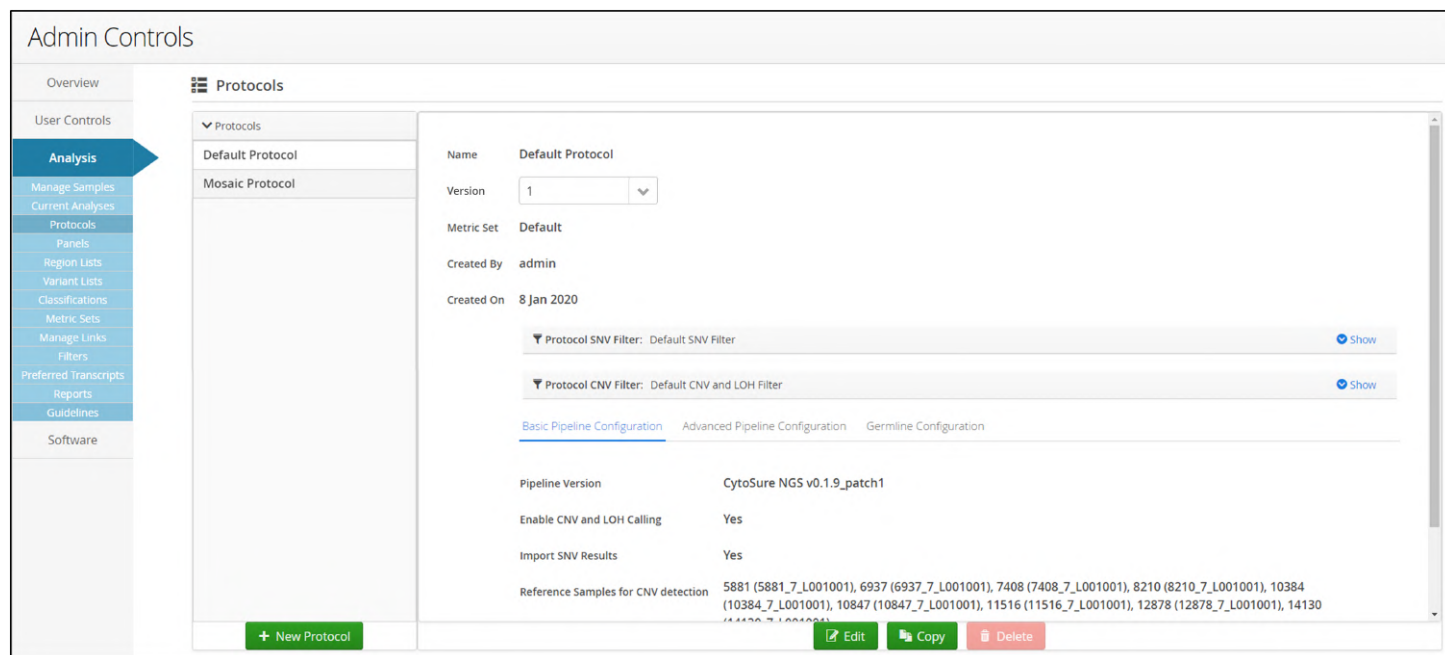 Admin Controls
Overview
User Controls
Analysis
Manage Samples
Current Analyses
Protocols
Panels
Region Lists
Variant Lists
Classifications
Metric Sets
Manage Links
Filters
Preferred Transcripts
Reports
Guidelines
Software
Protocols
Protocols
Default Protocol
Mosaic Protocol
+ New Protocol
Name Default Protocol
Version 1
Metric Set Default
Created By admin
Created On 8 Jan 2020
Protocol SNV Filter: Default SNV Filter Show
Protocol CNV Filter: Default CNV and LOH Filter Show
Basic Pipeline Configuration Advanced Pipeline Configuration Germline Configuration
Pipeline Version CytoSure NGS v0.1.9_patch1
Enable CNV and LOH Calling Yes
Import SNV Results Yes
Reference Samples for CNV detection 5881 (5881_7_L001001), 6937 (6937_7_L001001), 7408 (7408_7_L001001), 8210 (8210_7_L001001), 10384
(10384_7_L001001), 10847 (10847_7_L001001), 11516 (11516_7_L001001), 12878 (12878_7_L001001), 14130
Edit Copy Delete